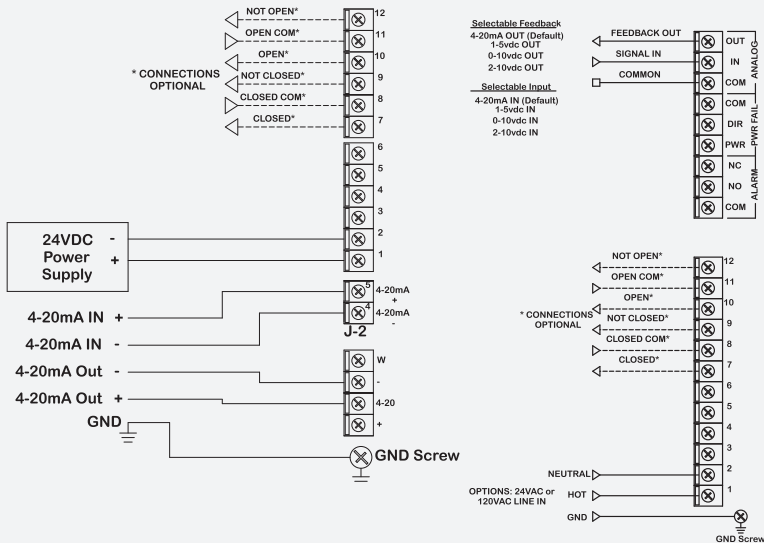 NOT OPEN*
12
OPEN COM*
11
OPEN*
10
* CONNECTIONS
OPTIONAL
NOT CLOSED*
9
CLOSED COM*
8
CLOSED*
7
6
5
4
3
24VDC
Power
Supply
-
2
+
1
5
4-20mA
+
4
4-20mA
-
J-2
4-20mA IN +
4-20mA IN -
4-20mA Out -
4-20mA Out +
W
-
4-20
+
GND
GND Screw
Selectable Feedback
4-20mA OUT (Default)
1-5vdc OUT
0-10vdc OUT
2-10vdc OUT
Selectable Input
4-20mA IN (Default)
1-5vdc IN
0-10vdc IN
2-10vdc IN
FEEDBACK OUT
OUT
SIGNAL IN
IN
COMMON
COM
ANALOG
COM
DIR
PWR
PWR FAIL
NC
NO
COM
ALARM
NOT OPEN*
12
OPEN COM*
11
OPEN*
10
* CONNECTIONS
OPTIONAL
NOT CLOSED*
9
CLOSED COM*
8
CLOSED*
7
6
5
4
3
NEUTRAL
2
OPTIONS: 24VAC or
120VAC LINE IN
HOT
1
GND
GND Screw